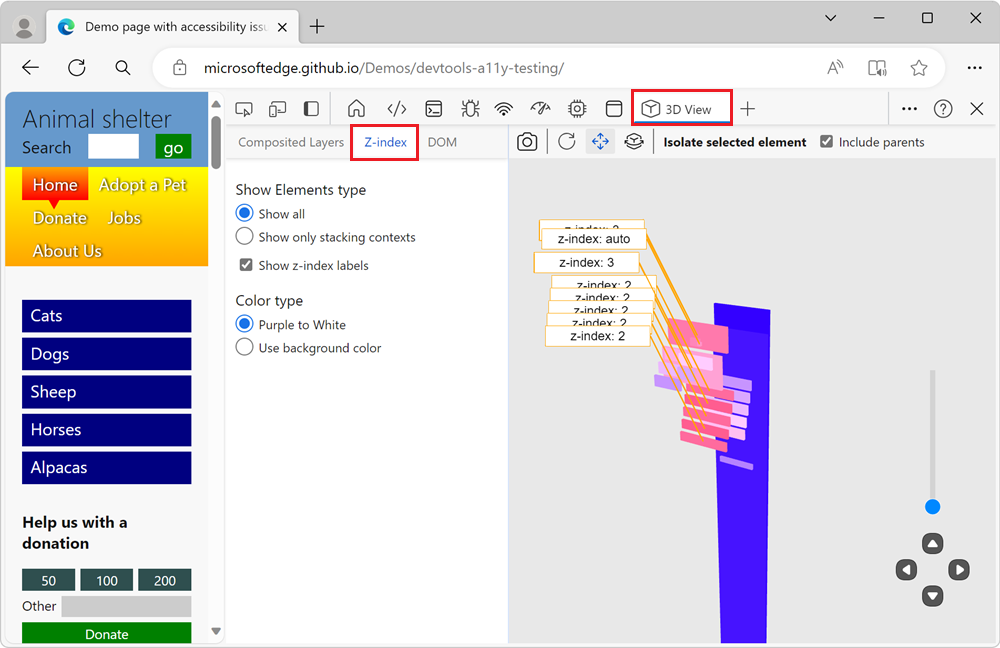 Demo page with accessibility issu
microsoftedge.github.io/Demos/devtools-a11y-testing/
3D View
Composited Layers
Z-index
DOM
Isolate selected element
Include parents
Animal shelter
Search
go
Home
Adopt a Pet
Donate
Jobs
About Us
Cats
Dogs
Sheep
Horses
Alpacas
Help us with a
donation
50
100
200
Other
Donate
Show Elements type
Show all
Show only stacking contexts
Show z-index labels
Color type
Purple to White
Use background color
z-index: auto
z-index: 3
z-index: 2
z-index: 2
z-index: 2
z-index: 2
z-index: 2